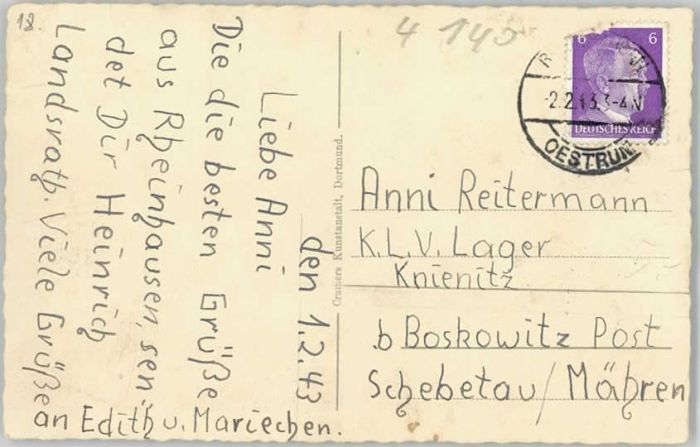 18.
4 145
den 1.2.43
Liebe Anni
Die die besten Grüße
aus Rheinhausen, sen
det Dir Heinrich
Landsrath. Viele Grüße
an Edith u. Mariechen.
Cramers Kunstanstalt, Dortmund.
6 6
DEUTSCHES REICH
-2.2.43.3-4N
OESTRUM
Anni Reitermann
K.L.V. Lager
Knienitz
b Boskowitz Post
Schebetau/Mähren